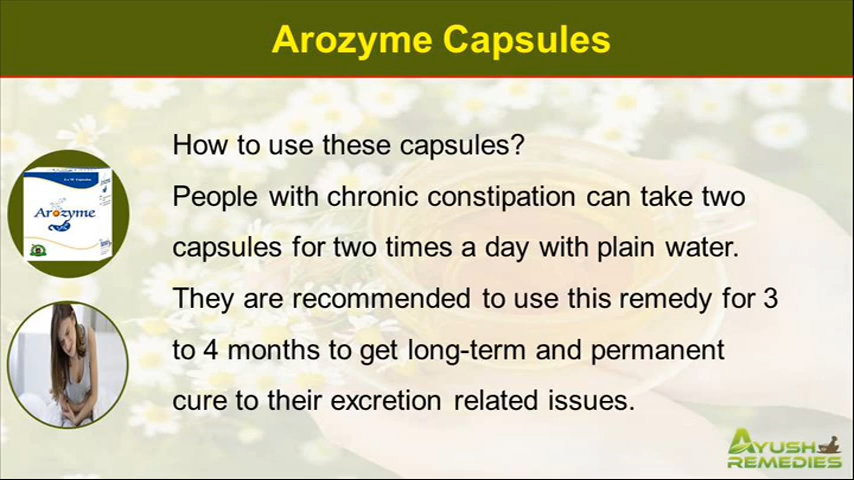 Arozyme Capsules
How to use these capsules?
People with chronic constipation can take two
capsules for two times a day with plain water.
They are recommended to use this remedy for 3
to 4 months to get long-term and permanent
cure to their excretion related issues.
Arozyme
AYUSH
REMEDIES